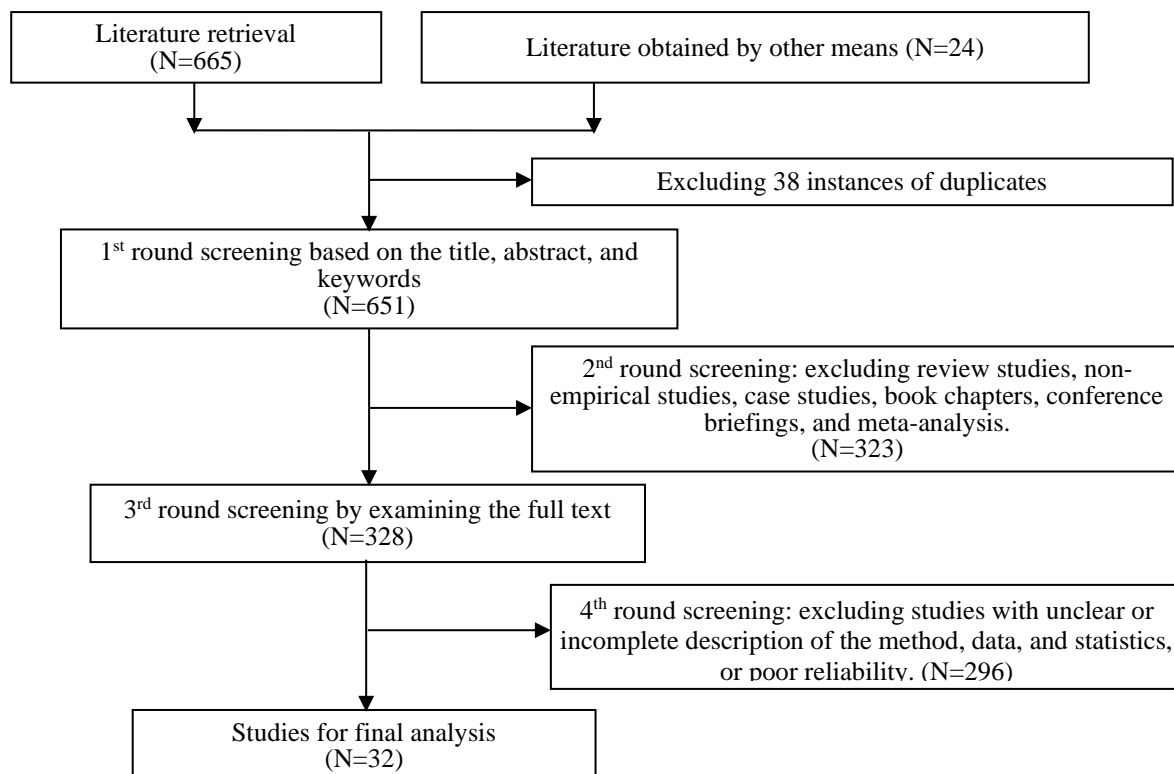 Literature retrieval
(N=665)
Literature obtained by other means (N=24)
Excluding 38 instances of duplicates
1st round screening based on the title, abstract, and
keywords
(N=651)
2nd round screening: excluding review studies, non-
empirical studies, case studies, book chapters, conference
briefings, and meta-analysis.
(N=323)
3rd round screening by examining the full text
(N=328)
4th round screening: excluding studies with unclear or
incomplete description of the method, data, and statistics,
or poor reliability. (N=296)
Studies for final analysis
(N=32)